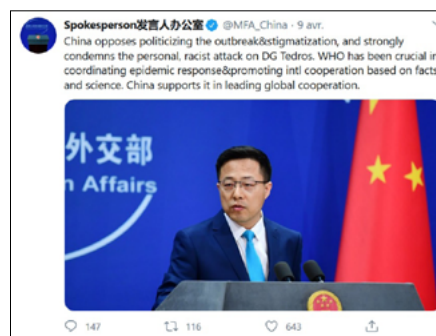 Spokesperson发言人办公室 @MFA_China · 9 avr.
China opposes politicizing the outbreak&stigmatization, and strongly
condemns the personal, racist attack on DG Tedros. WHO has been crucial in
coordinating epidemic response&promoting intl cooperation based on facts
and science. China supports it in leading global cooperation.
外交部
Affairs
147 116 643